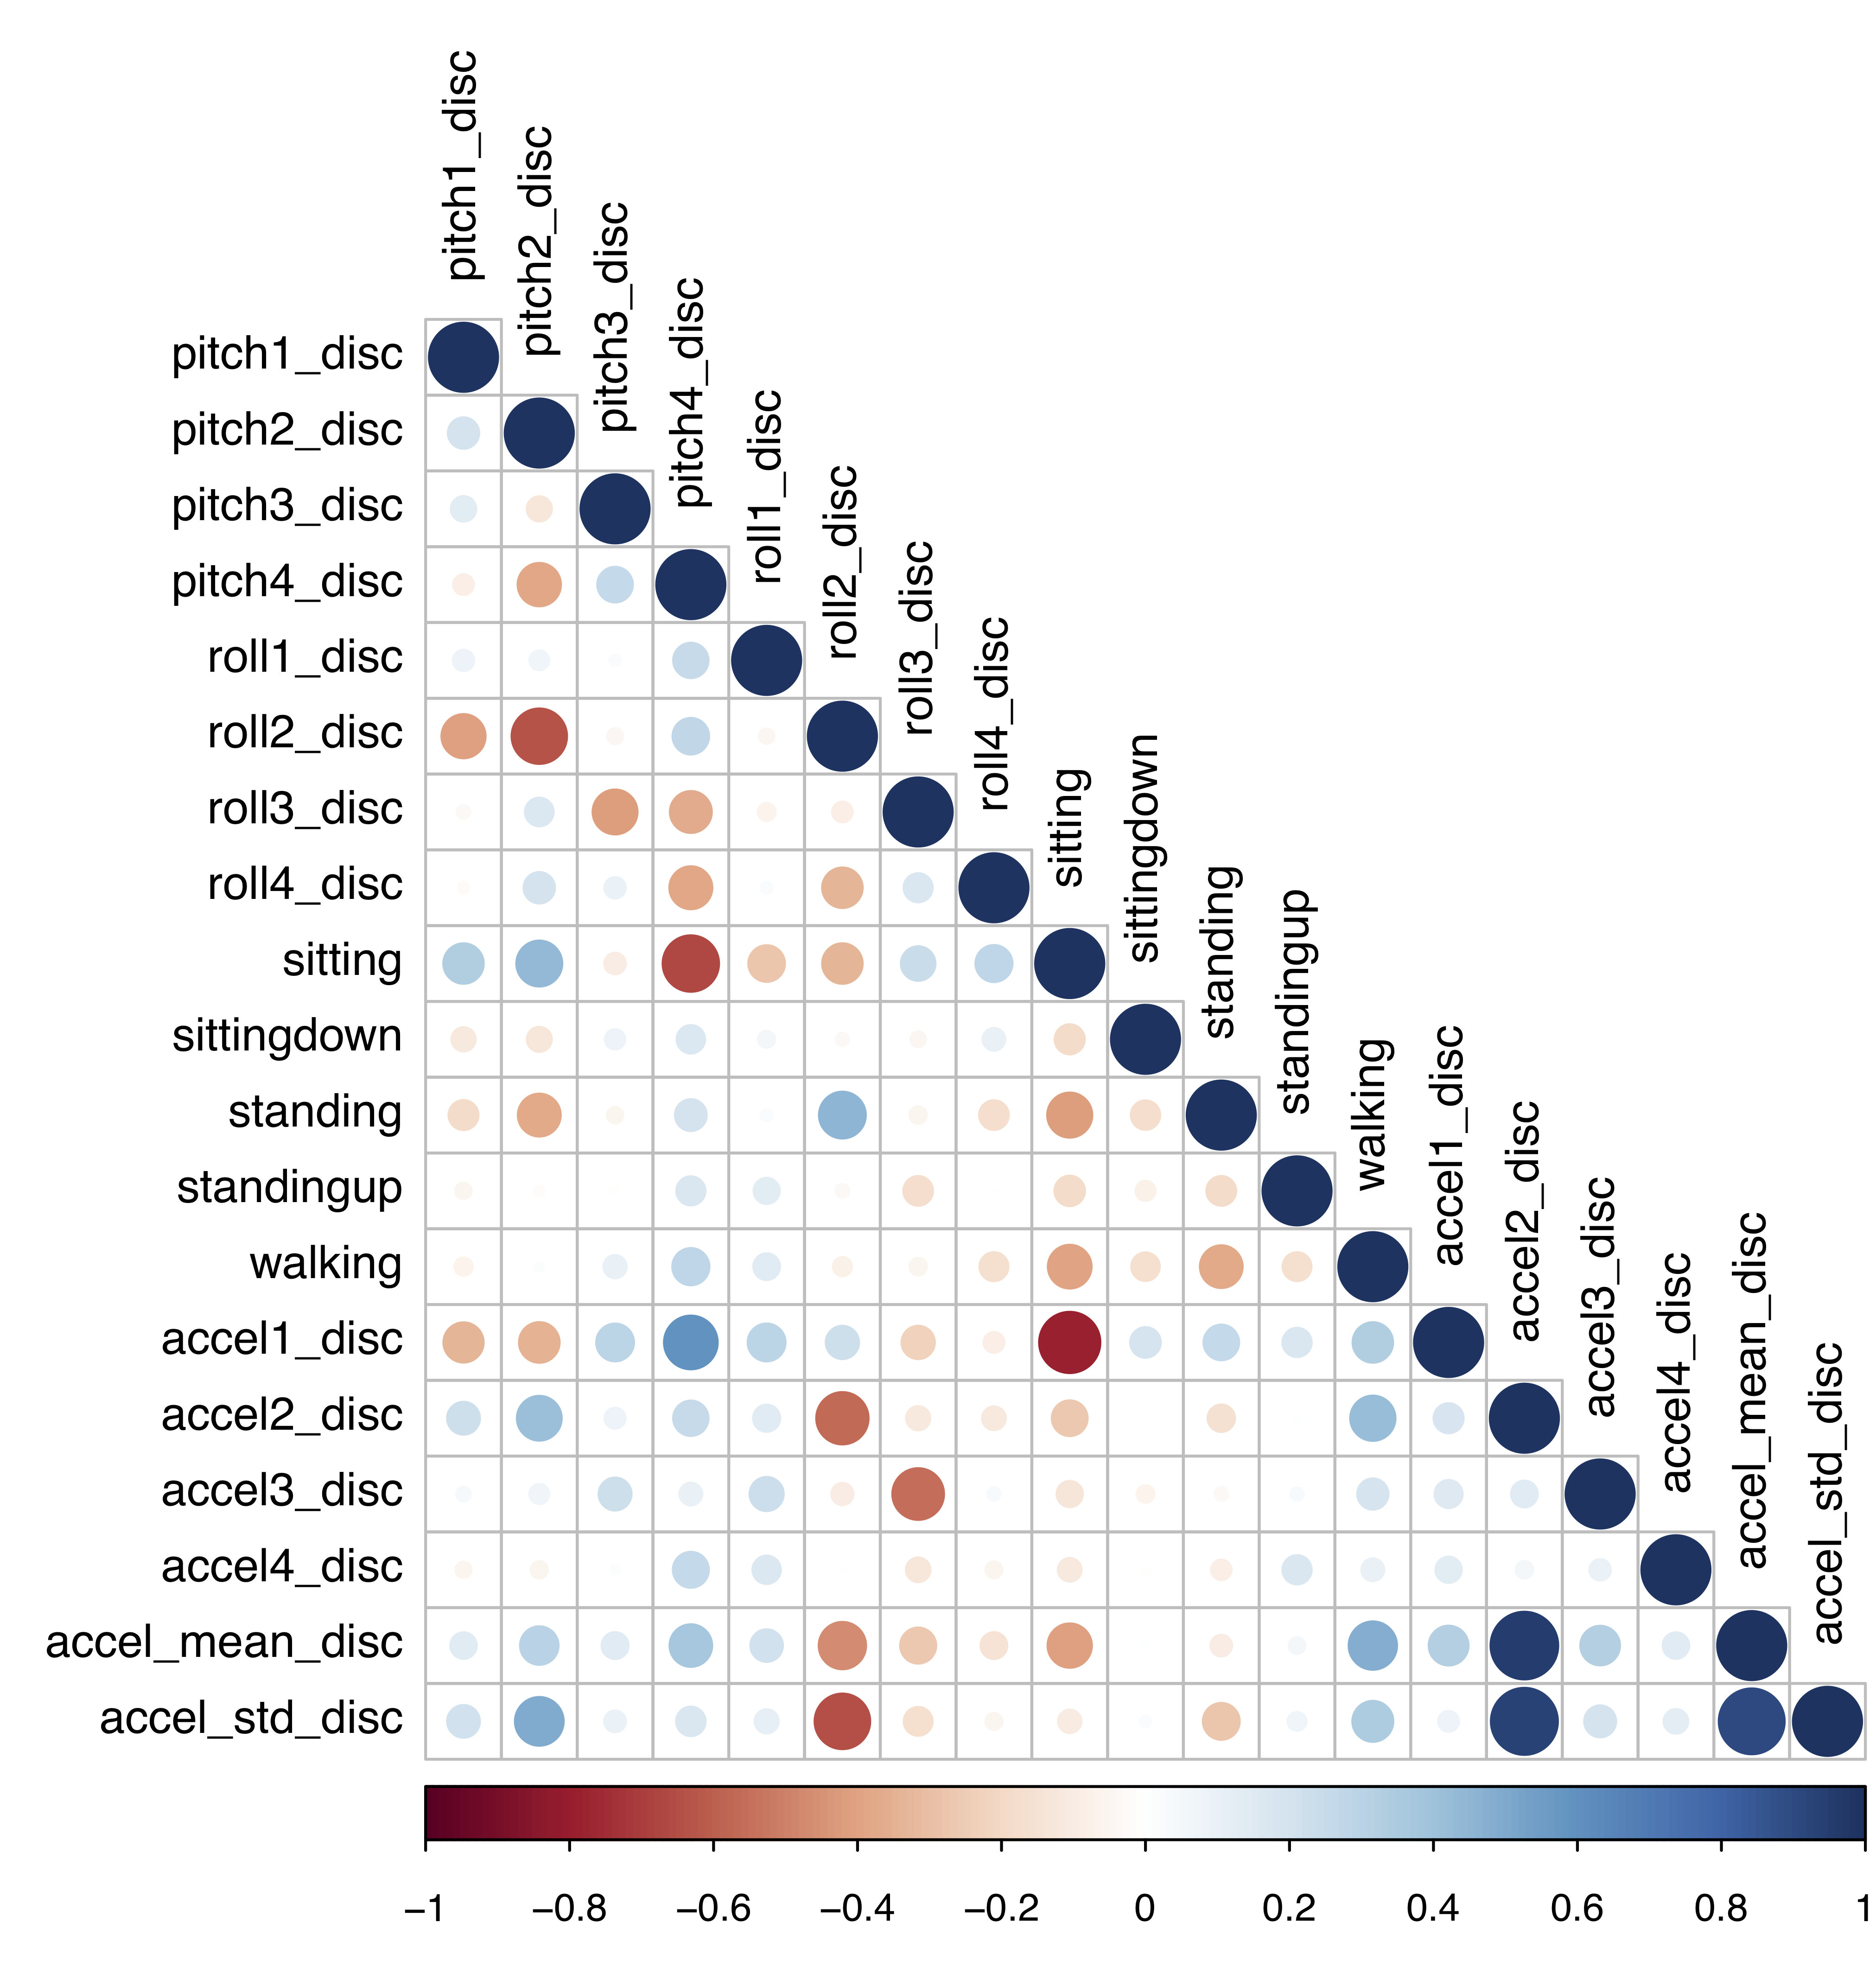 pitch1_disc
pitch2_disc
pitch3_disc
pitch4_disc
roll1_disc
roll2_disc
roll3_disc
roll4_disc
sitting
sittingdown
standing
standingup
walking
accel1_disc
accel2_disc
accel3_disc
accel4_disc
accel_mean_disc
accel_std_disc
pitch1_disc
pitch2_disc
pitch3_disc
pitch4_disc
roll1_disc
roll2_disc
roll3_disc
roll4_disc
sitting
sittingdown
standing
standingup
walking
accel1_disc
accel2_disc
accel3_disc
accel4_disc
accel_mean_disc
accel_std_disc
−1 −0.8 −0.6 −0.4 −0.2 0 0.2 0.4 0.6 0.8 1